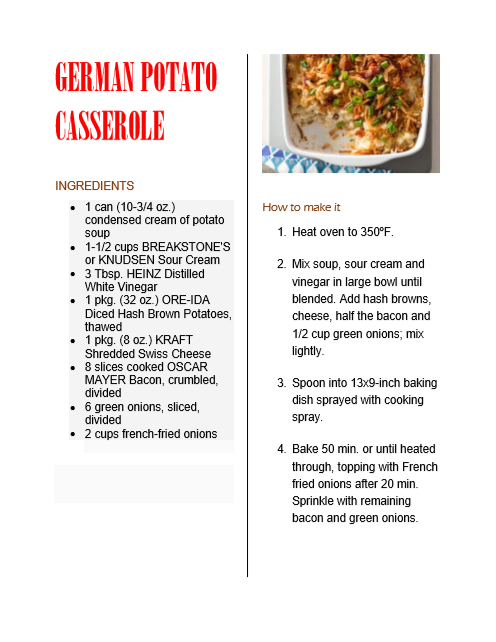 GERMAN POTATO
CASSEROLE
INGREDIENTS
• 1 can (10-3/4 oz.)
condensed cream of potato
soup
• 1-1/2 cups BREAKSTONE'S
or KNUDSEN Sour Cream
• 3 Tbsp. HEINZ Distilled
White Vinegar
• 1 pkg. (32 oz.) ORE-IDA
Diced Hash Brown Potatoes,
thawed
• 1 pkg. (8 oz.) KRAFT
Shredded Swiss Cheese
• 8 slices cooked OSCAR
MAYER Bacon, crumbled,
divided
• 6 green onions, sliced,
divided
• 2 cups french-fried onions
How to make it
1. Heat oven to 350ºF.
2. Mix soup, sour cream and
vinegar in large bowl until
blended. Add hash browns,
cheese, half the bacon and
1/2 cup green onions; mix
lightly.
3. Spoon into 13x9-inch baking
dish sprayed with cooking
spray.
4. Bake 50 min. or until heated
through, topping with French
fried onions after 20 min.
Sprinkle with remaining
bacon and green onions.